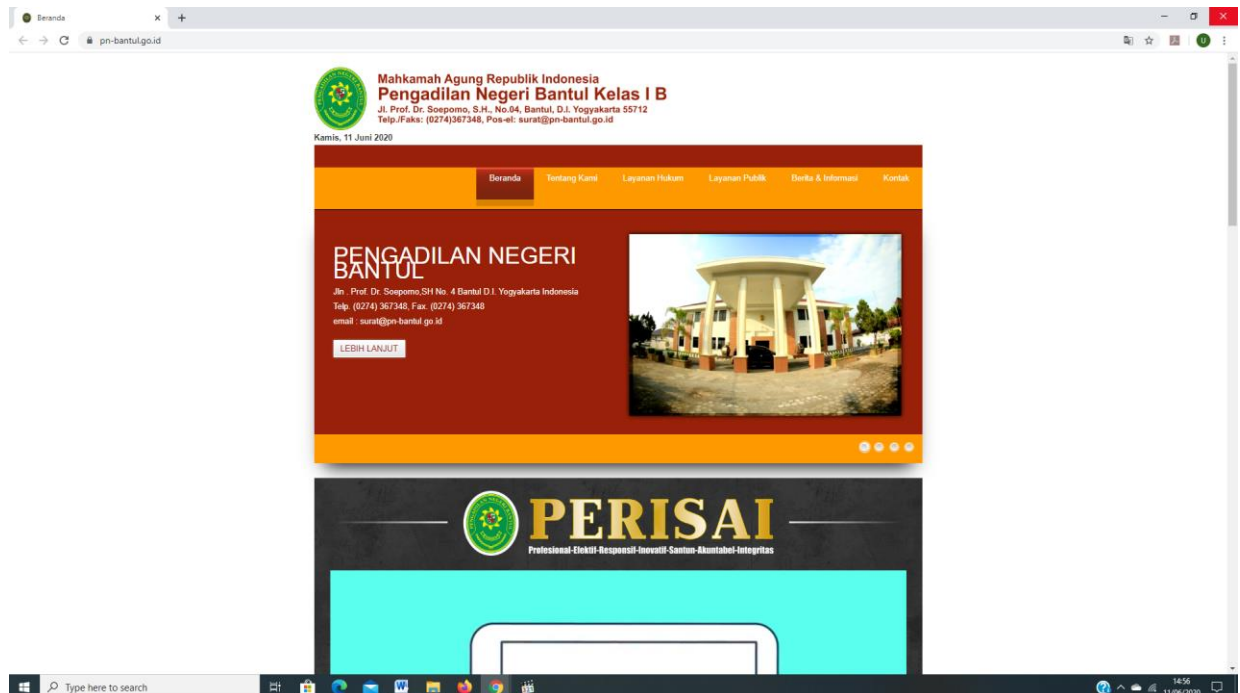 Beranda
pn-bantul.go.id
U
Mahkamah Agung Republik Indonesia
Pengadilan Negeri Bantul Kelas I B
Jl. Prof. Dr. Soepomo, S.H., No.04, Bantul, D.I. Yogyakarta 55712
Telp./Faks: (0274)367348, Pos-el: surat@pn-bantul.go.id
Kamis, 11 Juni 2020
Beranda Tentang Kami Layanan Hukum Layanan Publik Berita & Informasi Kontak
PENGADILAN NEGERI
BANTUL
Jln . Prof. Dr. Soepomo,SH No. 4 Bantul D.I. Yogyakarta Indonesia
Telp. (0274) 367348, Fax. (0274) 367348
email : surat@pn-bantul.go.id
LEBIH LANJUT
PERISAI
Profesional-Elektif-Responsif-Inovatif-Santun-Akuntabel-Integritas
Type here to search
14:56
11/06/2020